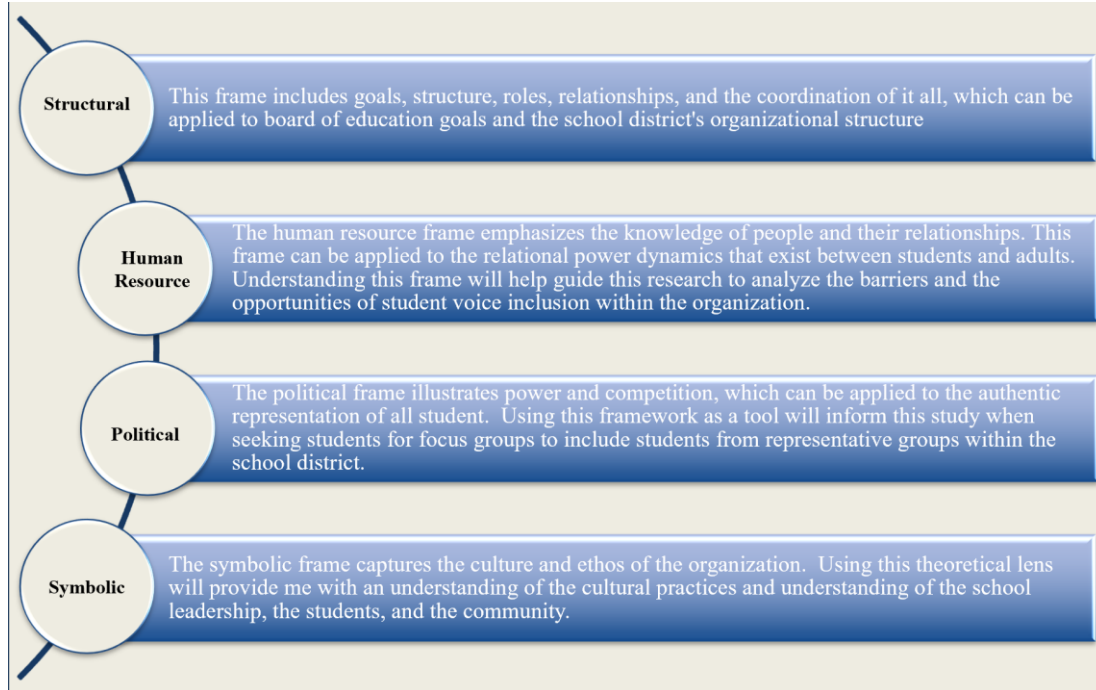 Structural
This frame includes goals, structure, roles, relationships, and the coordination of it all, which can be
applied to board of education goals and the school district's organizational structure
Human
Resource
The human resource frame emphasizes the knowledge of people and their relationships. This
frame can be applied to the relational power dynamics that exist between students and adults.
Understanding this frame will help guide this research to analyze the barriers and the
opportunities of student voice inclusion within the organization.
Political
The political frame illustrates power and competition, which can be applied to the authentic
representation of all student.  Using this framework as a tool will inform this study when
seeking students for focus groups to include students from representative groups within the
school district.
Symbolic
The symbolic frame captures the culture and ethos of the organization.  Using this theoretical lens
will provide me with an understanding of the cultural practices and understanding of the school
leadership, the students, and the community.